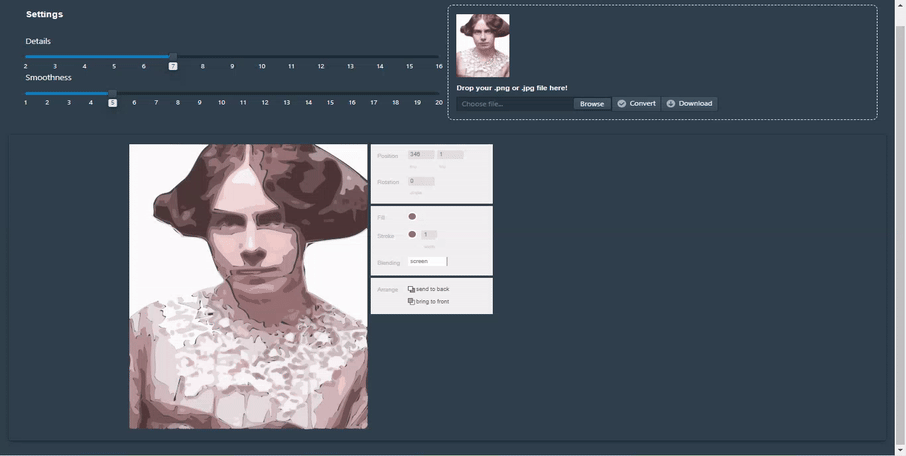 Settings
Details
2 3 4 5 6 7 8 9 10 11 12 13 14 15 16
Smoothness
1 2 3 4 5 6 7 8 9 10 11 12 13 14 15 16 17 18 19 20
Drop your .png or .jpg file here!
Choose file... Browse Convert Download
Position 346 1
Rotation 0
Fill
Stroke 1
Blending screen
Arrange send to back
bring to front